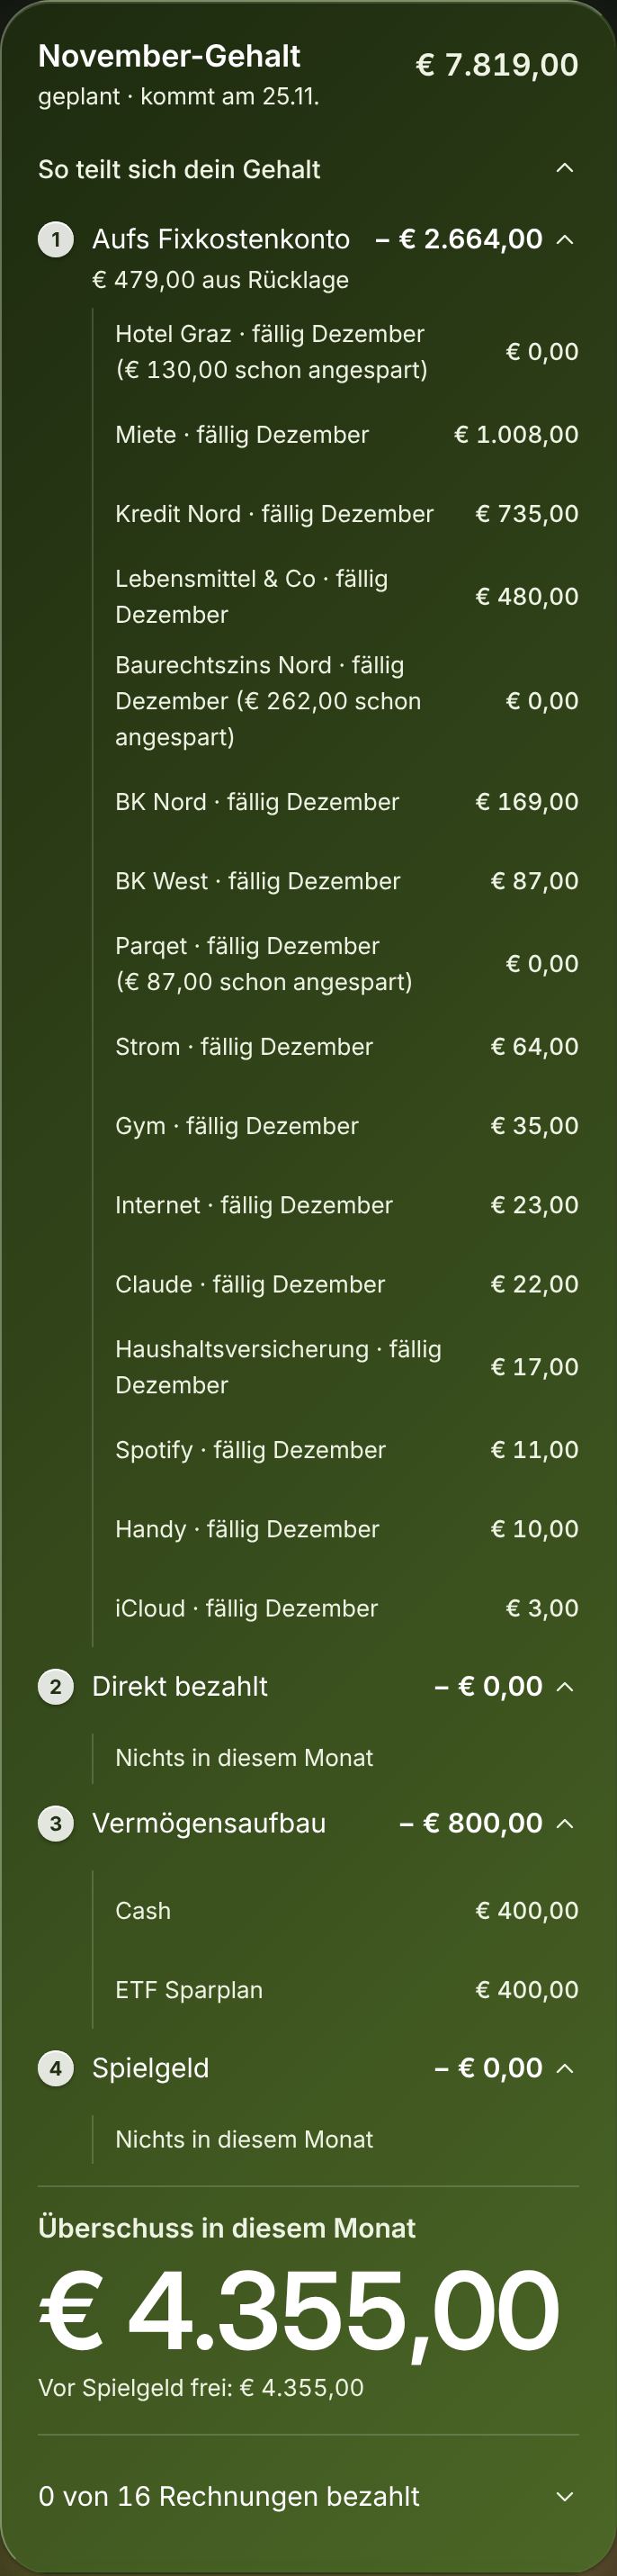 November-Gehalt
€ 7.819,00
geplant · kommt am 25.11.
So teilt sich dein Gehalt
1 Aufs Fixkostenkonto – € 2.664,00
€ 479,00 aus Rücklage
Hotel Graz · fällig Dezember
(€ 130,00 schon angespart)
€ 0,00
Miete · fällig Dezember € 1.008,00
Kredit Nord · fällig Dezember € 735,00
Lebensmittel & Co · fällig
Dezember
€ 480,00
Baurechtszins Nord · fällig
Dezember (€ 262,00 schon
angespart)
€ 0,00
BK Nord · fällig Dezember € 169,00
BK West · fällig Dezember € 87,00
Parqet · fällig Dezember
(€ 87,00 schon angespart)
€ 0,00
Strom · fällig Dezember € 64,00
Gym · fällig Dezember € 35,00
Internet · fällig Dezember € 23,00
Claude · fällig Dezember € 22,00
Haushaltsversicherung · fällig
Dezember
€ 17,00
Spotify · fällig Dezember € 11,00
Handy · fällig Dezember € 10,00
iCloud · fällig Dezember € 3,00
2 Direkt bezahlt – € 0,00
Nichts in diesem Monat
3 Vermögensaufbau – € 800,00
Cash € 400,00
ETF Sparplan € 400,00
4 Spielgeld – € 0,00
Nichts in diesem Monat
Überschuss in diesem Monat
€ 4.355,00
Vor Spielgeld frei: € 4.355,00
0 von 16 Rechnungen bezahlt